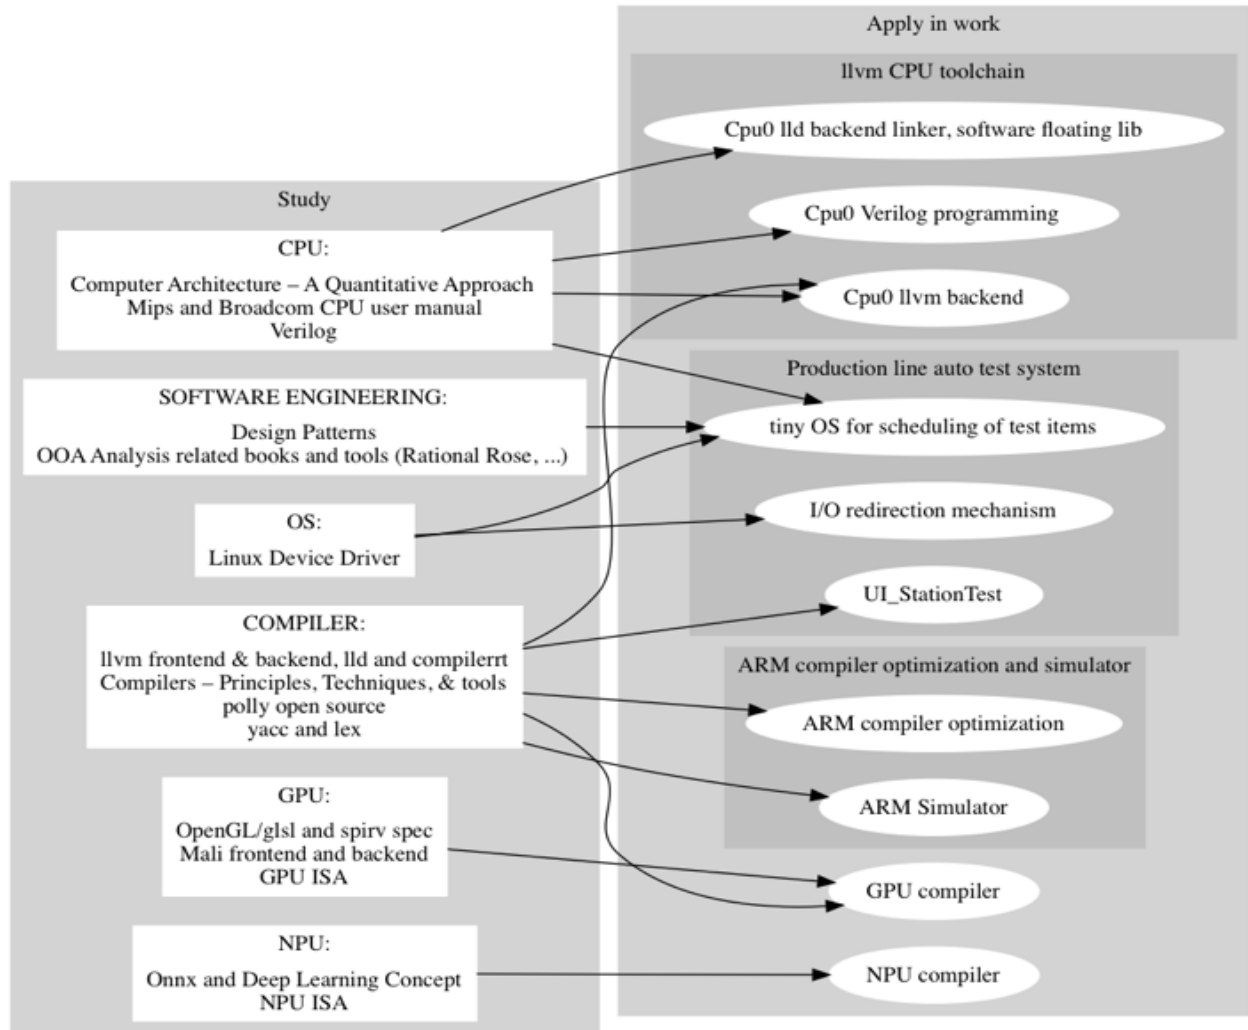 Apply in work
llvm CPU toolchain
Cpu0 lld backend linker, software floating lib
Cpu0 Verilog programming
Cpu0 llvm backend
Production line auto test system
tiny OS for scheduling of test items
I/O redirection mechanism
UI_StationTest
ARM compiler optimization and simulator
ARM compiler optimization
ARM Simulator
GPU compiler
NPU compiler
Study
CPU:
Computer Architecture – A Quantitative Approach
Mips and Broadcom CPU user manual
Verilog
SOFTWARE ENGINEERING:
Design Patterns
OOA Analysis related books and tools (Rational Rose, ...)
OS:
Linux Device Driver
COMPILER:
llvm frontend & backend, lld and compilerrt
Compilers – Principles, Techniques, & tools
polly open source
yacc and lex
GPU:
OpenGL/glsl and spirv spec
Mali frontend and backend
GPU ISA
NPU:
Onnx and Deep Learning Concept
NPU ISA